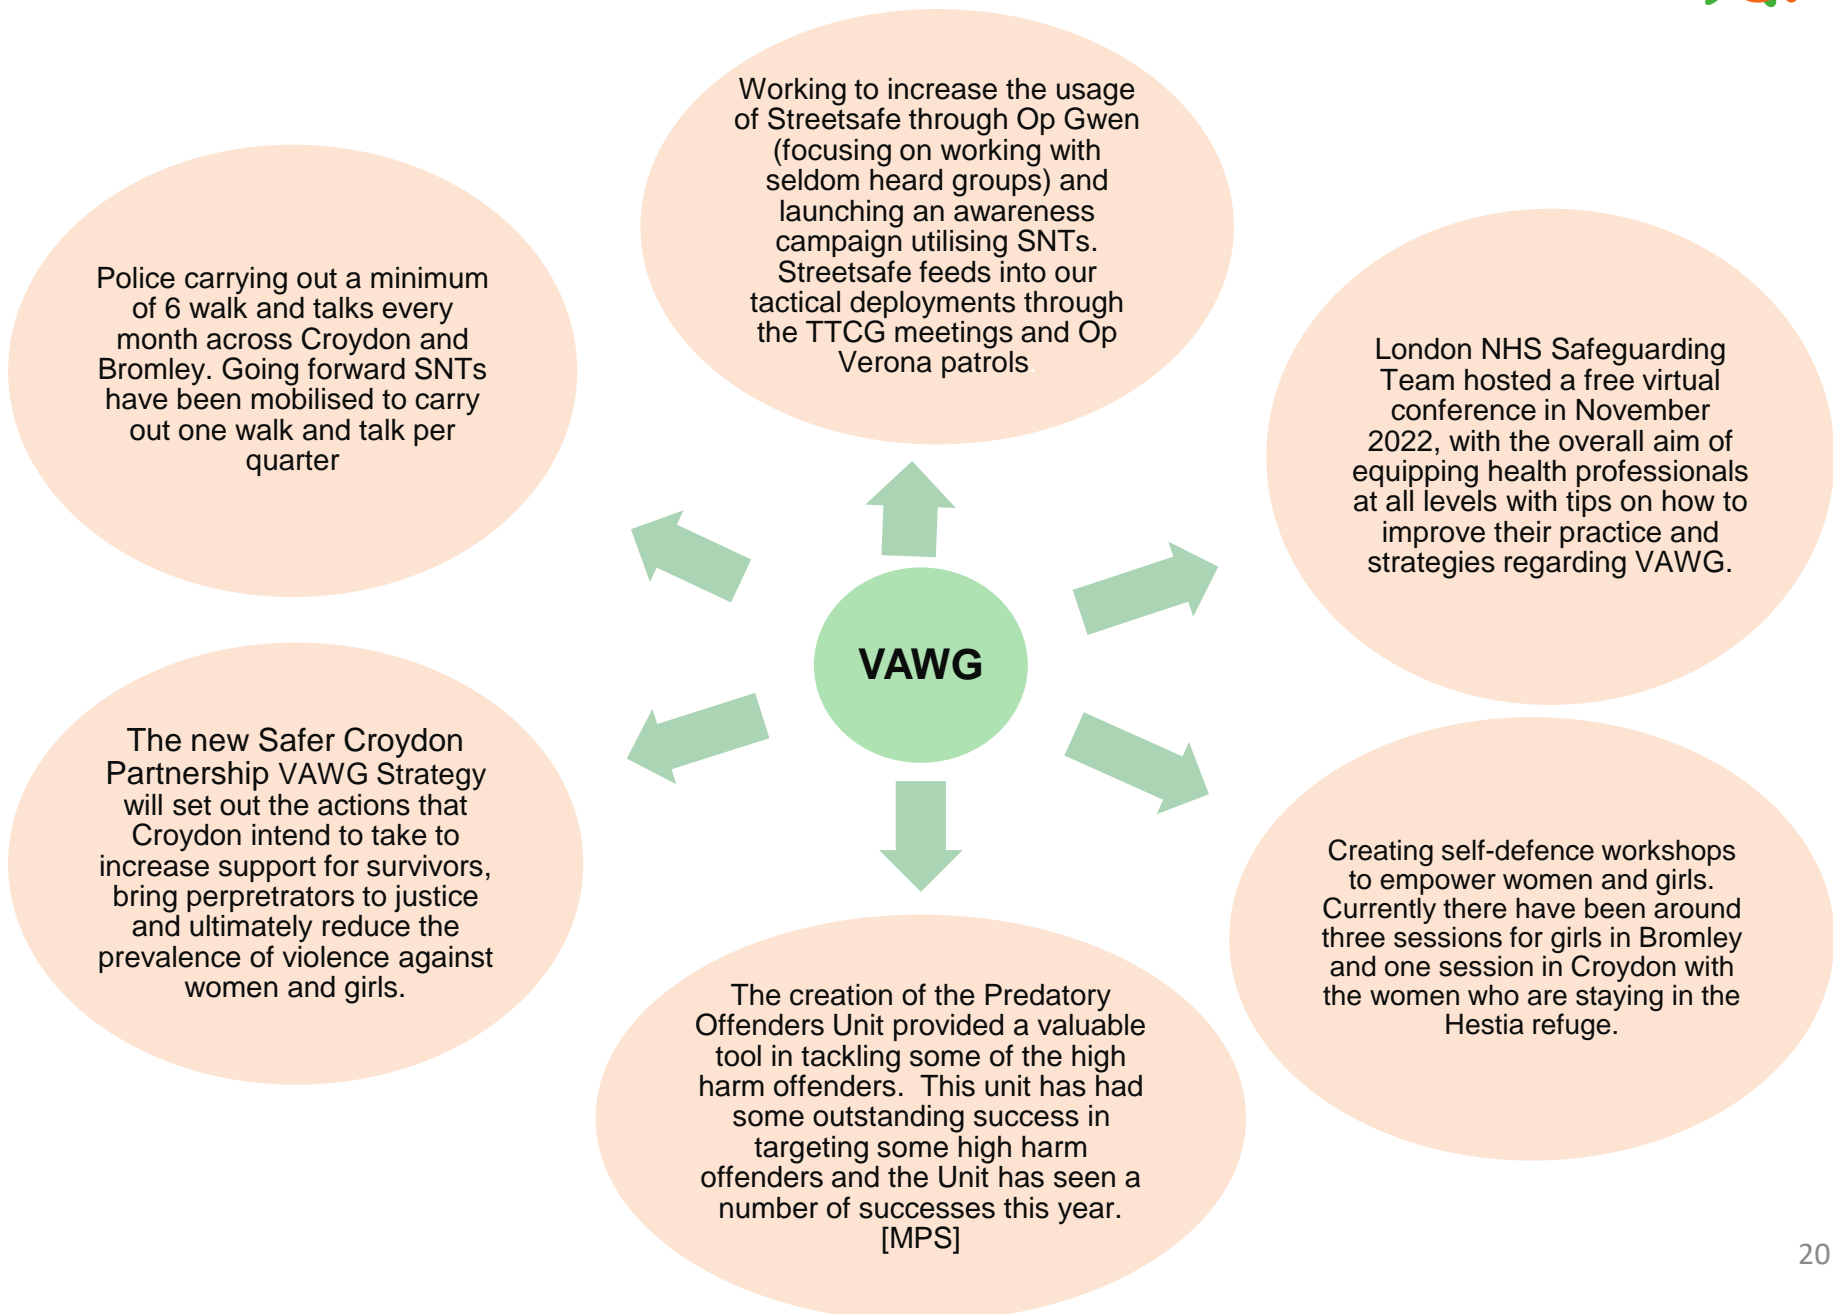 Working to increase the usage
of Streetsafe through Op Gwen
(focusing on working with
seldom heard groups) and
launching an awareness
campaign utilising SNTs.
Streetsafe feeds into our
tactical deployments through
the TTCG meetings and Op
Verona patrols
Police carrying out a minimum
of 6 walk and talks every
month across Croydon and
Bromley. Going forward SNTs
have been mobilised to carry
out one walk and talk per
quarter
London NHS Safeguarding
Team hosted a free virtual
conference in November
2022, with the overall aim of
equipping health professionals
at all levels with tips on how to
improve their practice and
strategies regarding VAWG.
VAWG
The new Safer Croydon
Partnership VAWG Strategy
will set out the actions that
Croydon intend to take to
increase support for survivors,
bring perpretrators to justice
and ultimately reduce the
prevalence of violence against
women and girls.
Creating self-defence workshops
to empower women and girls.
Currently there have been around
three sessions for girls in Bromley
and one session in Croydon with
the women who are staying in the
Hestia refuge.
The creation of the Predatory
Offenders Unit provided a valuable
tool in tackling some of the high
harm offenders.  This unit has had
some outstanding success in
targeting some high harm
offenders and the Unit has seen a
number of successes this year.
[MPS]
20